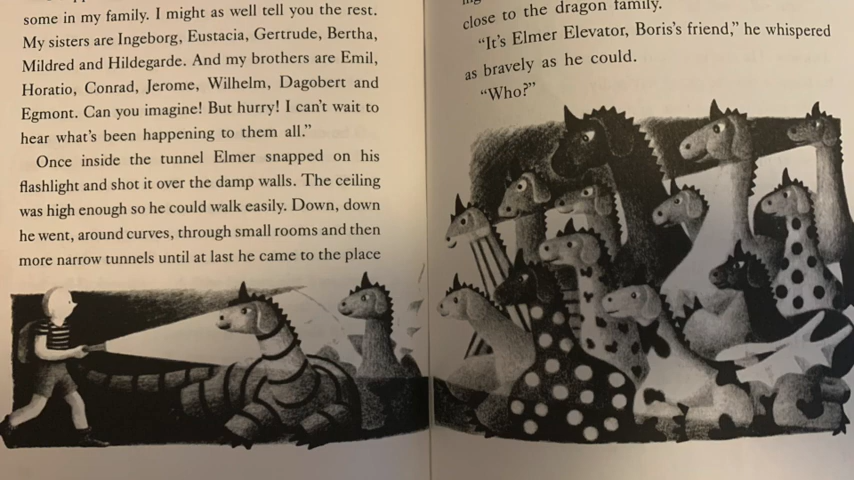 some in my family. I might as well tell you the rest.
My sisters are Ingeborg, Eustacia, Gertrude, Bertha,
Mildred and Hildegarde. And my brothers are Emil,
Horatio, Conrad, Jerome, Wilhelm, Dagobert and
Egmont. Can you imagine! But hurry! I can't wait to
hear what's been happening to them all."
Once inside the tunnel Elmer snapped on his
flashlight and shot it over the damp walls. The ceiling
was high enough so he could walk easily. Down, down
he went, around curves, through small rooms and then
more narrow tunnels until at last he came to the place
close to the dragon family.
"It's Elmer Elevator, Boris's friend," he whispered
as bravely as he could.
"Who?"